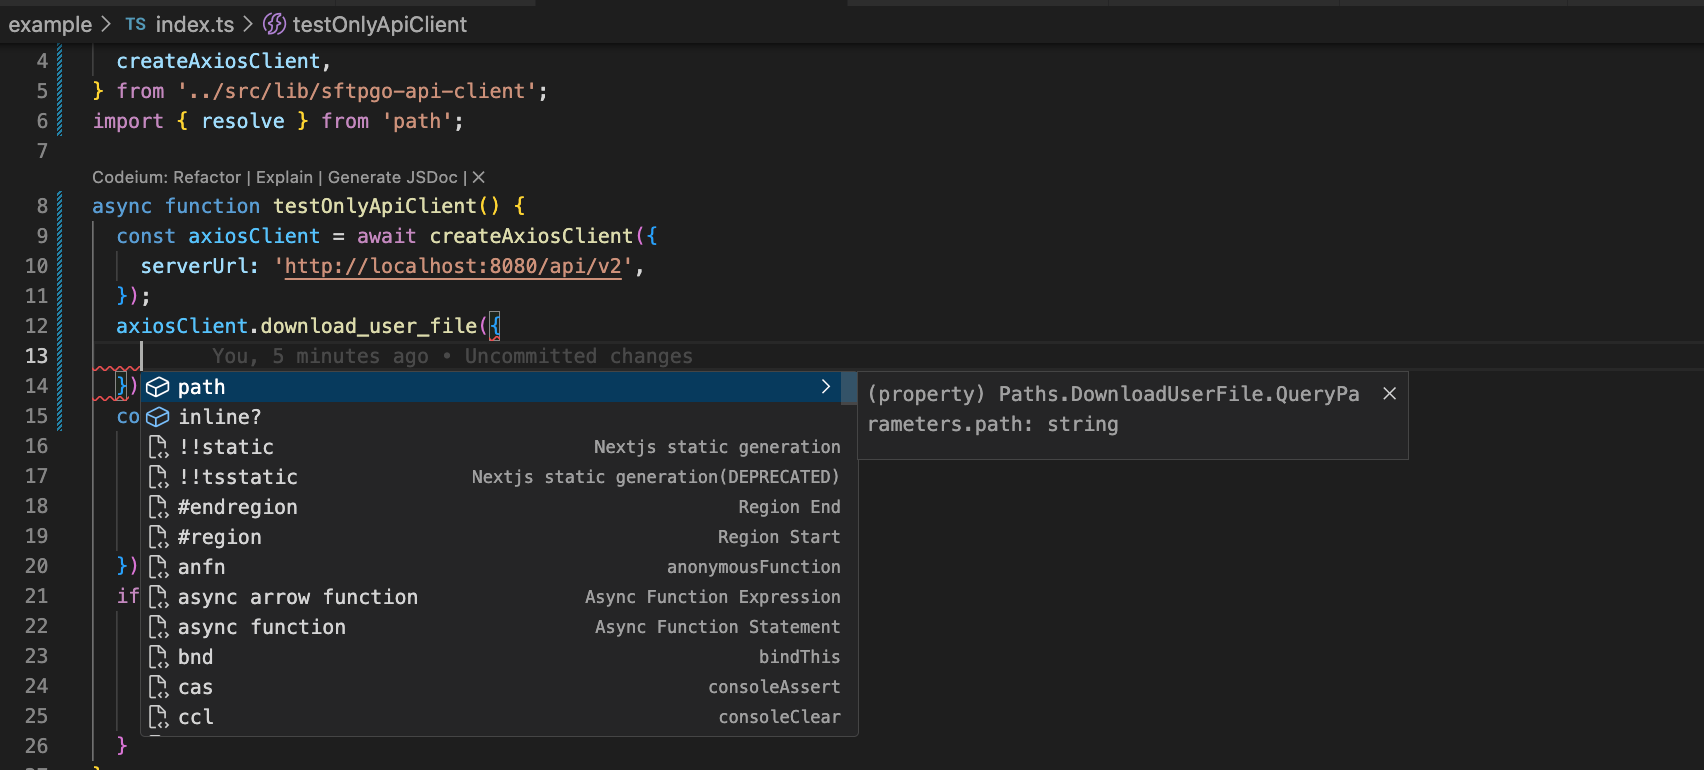 example > TS index.ts > testOnlyApiClient
4 createAxiosClient,
5 } from '../src/lib/sftpgo-api-client';
6 import { resolve } from 'path';
7
Codeium: Refactor | Explain | Generate JSDoc | ✕
8 async function testOnlyApiClient() {
9 const axiosClient = await createAxiosClient({
10 serverUrl: 'http://localhost:8080/api/v2',
11 });
12 axiosClient.download_user_file({
13 You, 5 minutes ago • Uncommitted changes
14 })
15 co
16
17
18
19
20 })
21 if
22
23
24
25
26 }
path >
inline?
!!static Nextjs static generation
!!tsstatic Nextjs static generation(DEPRECATED)
#endregion Region End
#region Region Start
anfn anonymousFunction
async arrow function Async Function Expression
async function Async Function Statement
bnd bindThis
cas consoleAssert
ccl consoleClear
(property) Paths.DownloadUserFile.QueryPa
rameters.path: string